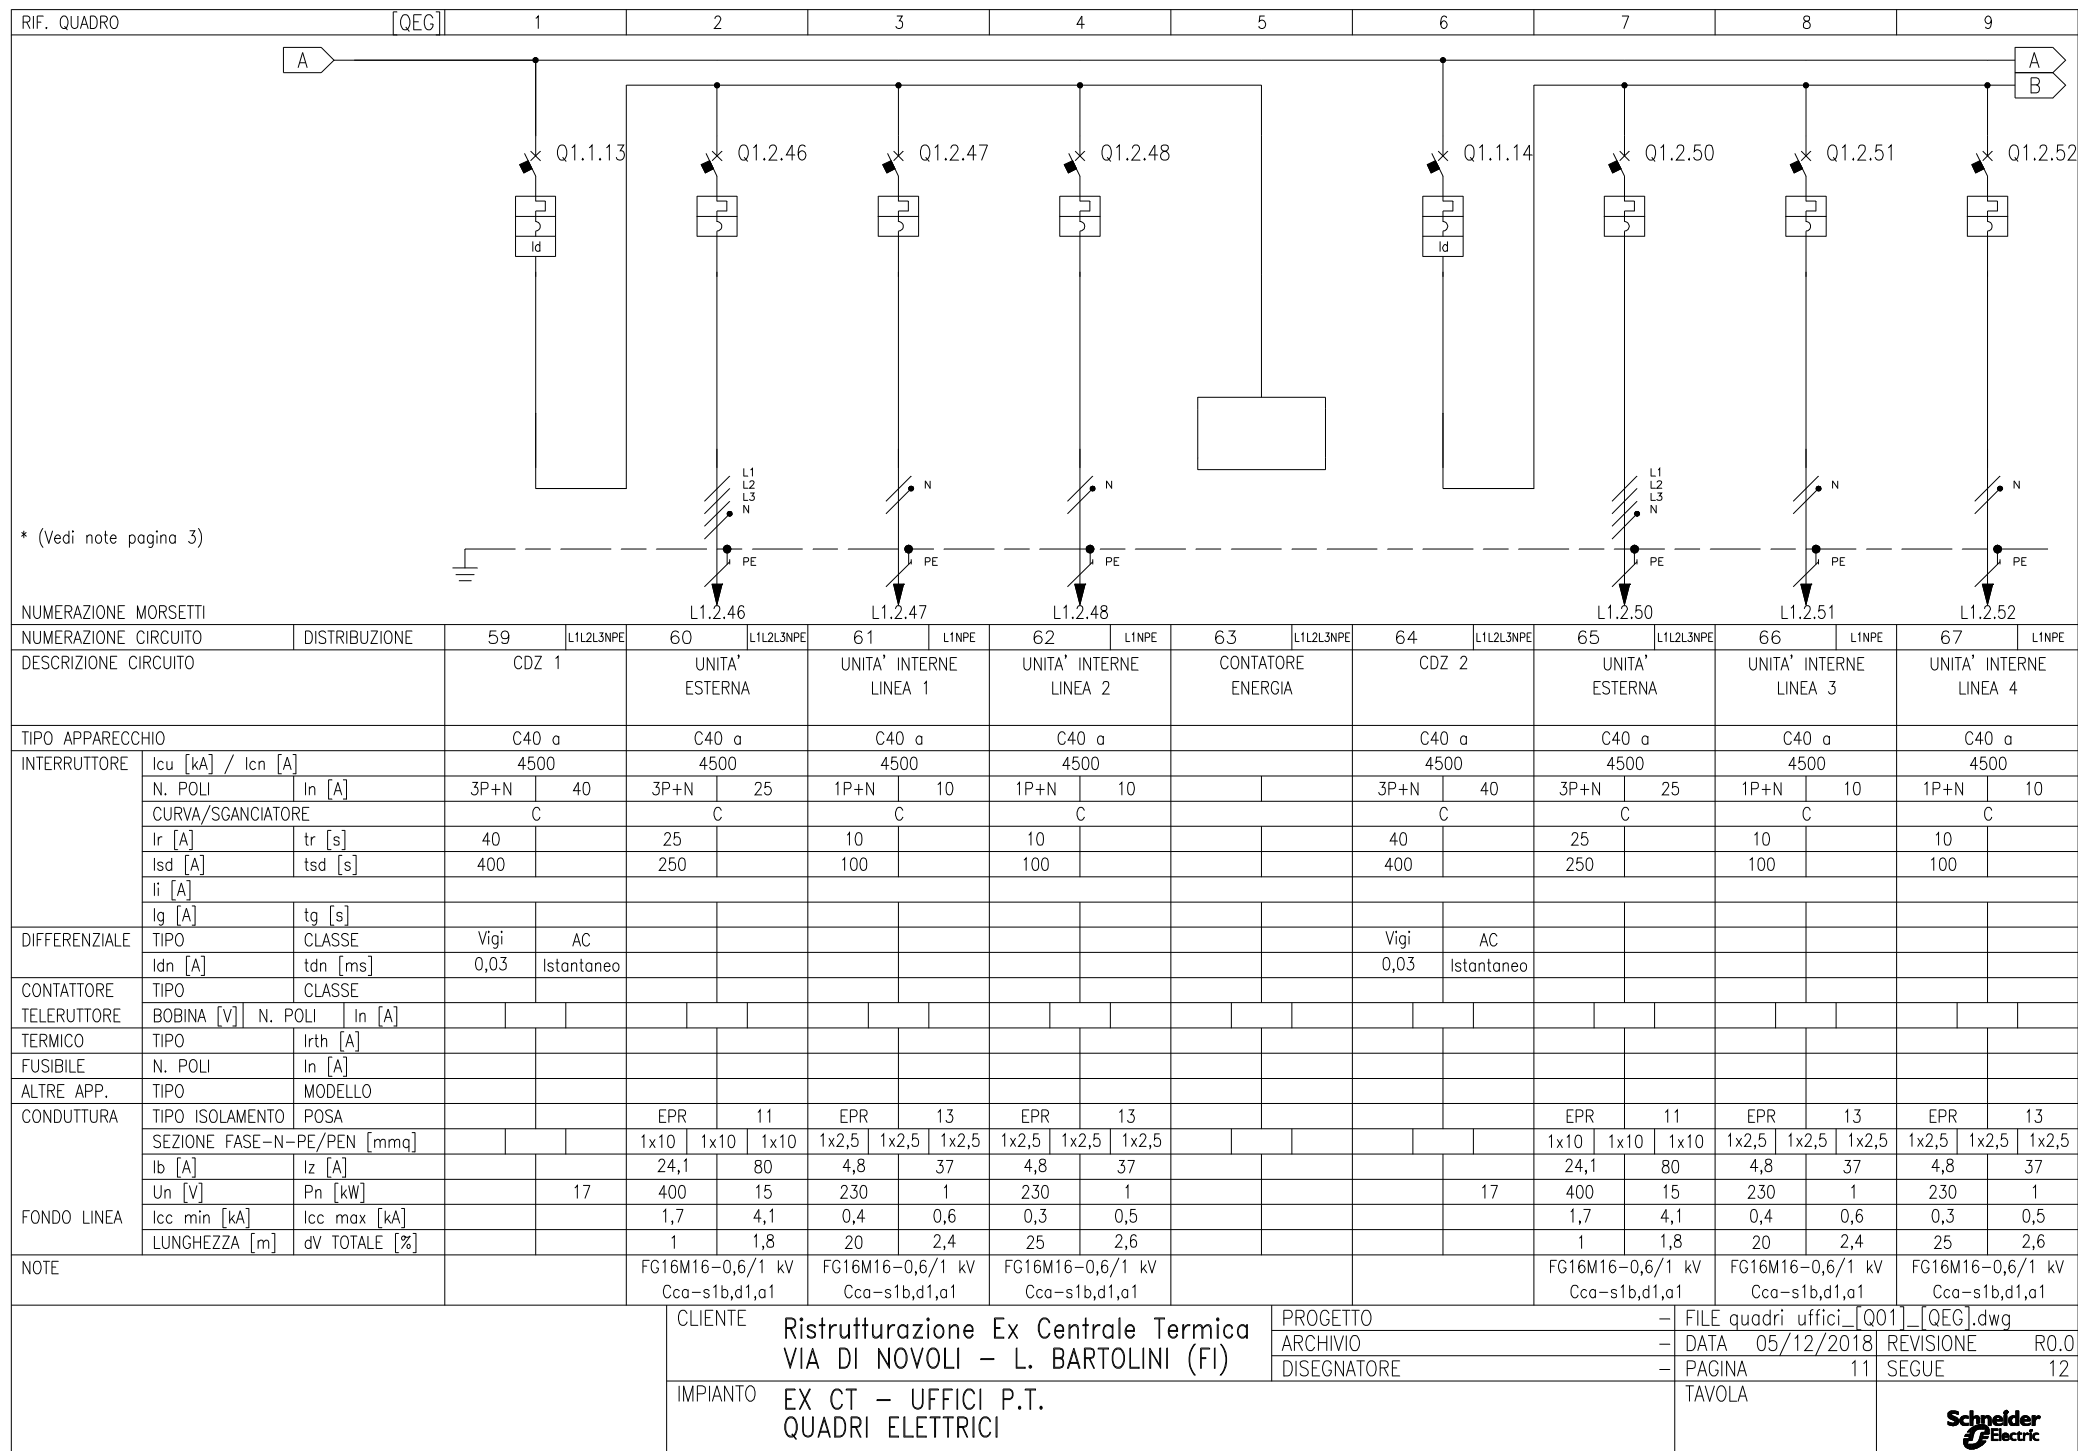 RIF. QUADRO [QEG] 1 2 3 4 5 6 7 8 9
A A
B
Q1.1.13 Q1.2.46 Q1.2.47 Q1.2.48 Q1.1.14 Q1.2.50 Q1.2.51 Q1.2.52
Id Id
L1 L1
L2 L2
L3 N N L3 N N
N N
* (Vedi note pagina 3)
PE PE PE PE PE PE
NUMERAZIONE MORSETTI L1.2.46 L1.2.47 L1.2.48 L1.2.50 L1.2.51 L1.2.52
NUMERAZIONE CIRCUITO DISTRIBUZIONE 59 L1L2L3NPE 60 L1L2L3NPE 61 L1NPE 62 L1NPE 63 L1L2L3NPE 64 L1L2L3NPE 65 L1L2L3NPE 66 L1NPE 67 L1NPE
DESCRIZIONE CIRCUITO CDZ 1 UNITA' UNITA' INTERNE UNITA' INTERNE CONTATORE CDZ 2 UNITA' UNITA' INTERNE UNITA' INTERNE
ESTERNA LINEA 1 LINEA 2 ENERGIA ESTERNA LINEA 3 LINEA 4
TIPO APPARECCHIO C40 a C40 a C40 a C40 a C40 a C40 a C40 a C40 a
INTERRUTTORE Icu [kA] / Icn [A] 4500 4500 4500 4500 4500 4500 4500 4500
N. POLI In [A] 3P+N 40 3P+N 25 1P+N 10 1P+N 10 3P+N 40 3P+N 25 1P+N 10 1P+N 10
CURVA/SGANCIATORE C C C C C C C C
Ir [A] tr [s] 40 25 10 10 40 25 10 10
Isd [A] tsd [s] 400 250 100 100 400 250 100 100
Ii [A]
Ig [A] tg [s]
DIFFERENZIALE TIPO CLASSE Vigi AC Vigi AC
Idn [A] tdn [ms] 0,03 Istantaneo 0,03 Istantaneo
CONTATTORE TIPO CLASSE
TELERUTTORE BOBINA [V] N. POLI In [A]
TERMICO TIPO Irth [A]
FUSIBILE N. POLI In [A]
ALTRE APP. TIPO MODELLO
CONDUTTURA TIPO ISOLAMENTO POSA EPR 11 EPR 13 EPR 13 EPR 11 EPR 13 EPR 13
SEZIONE FASE-N-PE/PEN [mmq] 1x10 1x10 1x10 1x2,5 1x2,5 1x2,5 1x2,5 1x2,5 1x2,5 1x10 1x10 1x10 1x2,5 1x2,5 1x2,5 1x2,5 1x2,5 1x2,5
Ib [A] Iz [A] 24,1 80 4,8 37 4,8 37 24,1 80 4,8 37 4,8 37
Un [V] Pn [kW] 17 400 15 230 1 230 1 17 400 15 230 1 230 1
FONDO LINEA Icc min [kA] Icc max [kA] 1,7 4,1 0,4 0,6 0,3 0,5 1,7 4,1 0,4 0,6 0,3 0,5
LUNGHEZZA [m] dV TOTALE [%] 1 1,8 20 2,4 25 2,6 1 1,8 20 2,4 25 2,6
NOTE FG16M16-0,6/1 kV FG16M16-0,6/1 kV FG16M16-0,6/1 kV FG16M16-0,6/1 kV FG16M16-0,6/1 kV FG16M16-0,6/1 kV
Cca-s1b,d1,a1 Cca-s1b,d1,a1 Cca-s1b,d1,a1 Cca-s1b,d1,a1 Cca-s1b,d1,a1 Cca-s1b,d1,a1
CLIENTE Ristrutturazione Ex Centrale Termica
VIA DI NOVOLI - L. BARTOLINI (FI)
PROGETTO - FILE quadri uffici_[Q01]_[QEG].dwg
ARCHIVIO - DATA 05/12/2018 REVISIONE R0.0
DISEGNATORE - PAGINA 11 SEGUE 12
IMPIANTO EX CT - UFFICI P.T.
QUADRI ELETTRICI
TAVOLA
Schneider
Electric